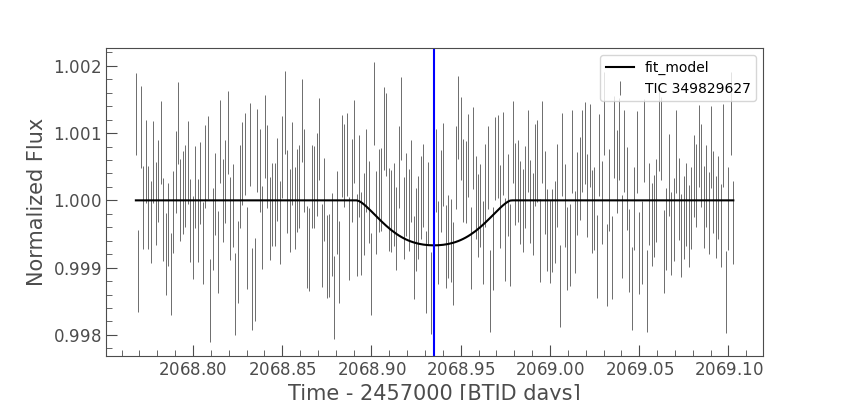 1.002
1.001
1.000
0.999
0.998
Normalized Flux
fit_model
TIC 349829627
2068.80 2068.85 2068.90 2068.95 2069.00 2069.05 2069.10
Time - 2457000 [BTJD days]